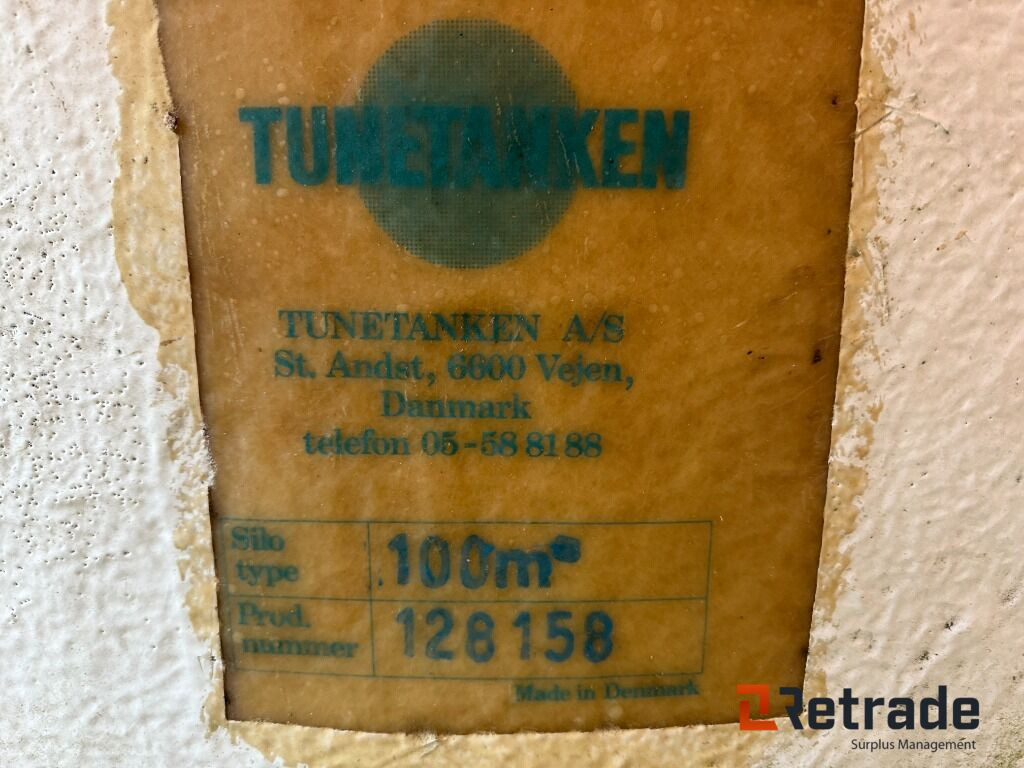 TUNETANKEN
TUNETANKEN A/S
St. Andst, 6600 Vejen,
Danmark
telefon 05-58 81 88
Silo type 100m³
Prod. nummer 128158
Made in Denmark
Retrade
Surplus Management